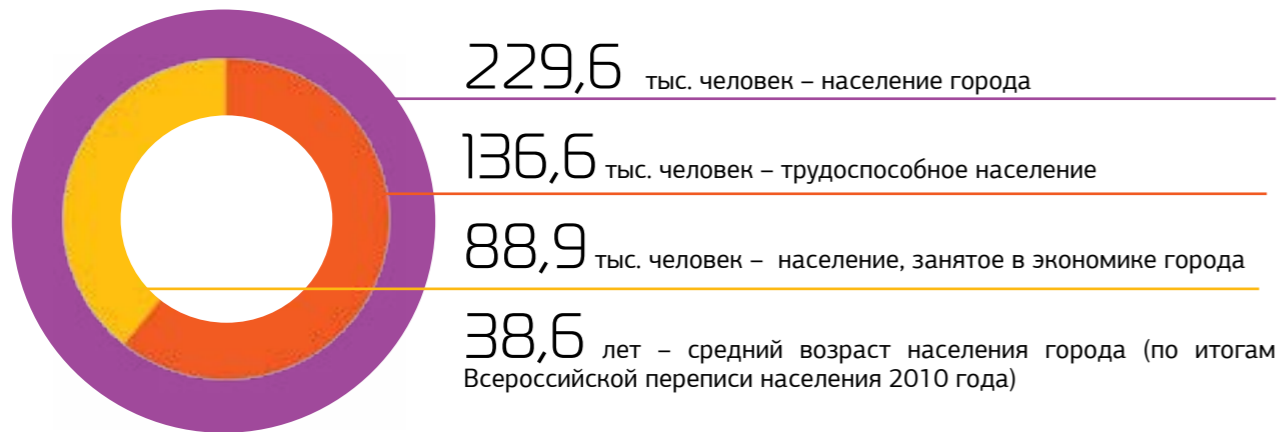 229,6 тыс. человек – население города
136,6 тыс. человек – трудоспособное население
88,9 тыс. человек – население, занятое в экономике города
38,6 лет – средний возраст населения города (по итогам
Всероссийской переписи населения 2010 года)